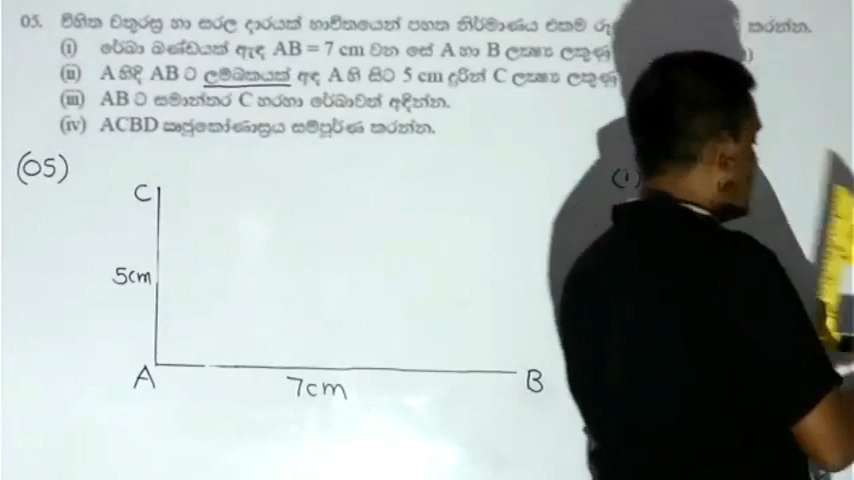 05. විහිත චතුරස්‍ර හා සරල දාරයක් භාවිතයෙන් පහත නිර්මාණය එකම රූ කරන්න.
(i) රේඛා ඛණ්ඩයක් ඇඳ AB = 7 cm වන සේ A හා B ලක්‍ෂ්‍ය ලකුණු )
(ii) A හිදී AB ට ලම්බකයක් ඇඳ A හි සිට 5 cm දුරින් C ලක්‍ෂ්‍ය ලකුණු
(iii) AB ට සමාන්තර C හරහා රේඛාවක් අඳින්න.
(iv) ACBD සෘජුකෝණාස්‍රය සම්පූර්ණ කරන්න.
(05)
(i)
C
5cm
A
7cm
B